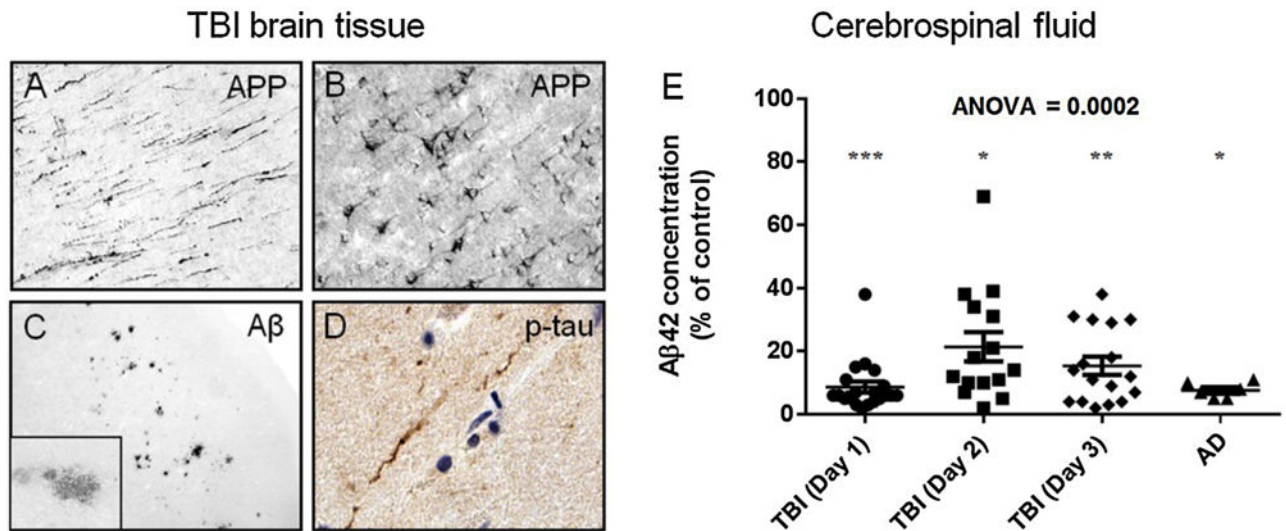 TBI brain tissue
Cerebrospinal fluid
A
APP
B
APP
C
Aβ
D
p-tau
E
Aβ42 concentration
(% of control)
100
80
60
40
20
0
ANOVA = 0.0002
***
*
**
*
TBI (Day 1)
TBI (Day 2)
TBI (Day 3)
AD